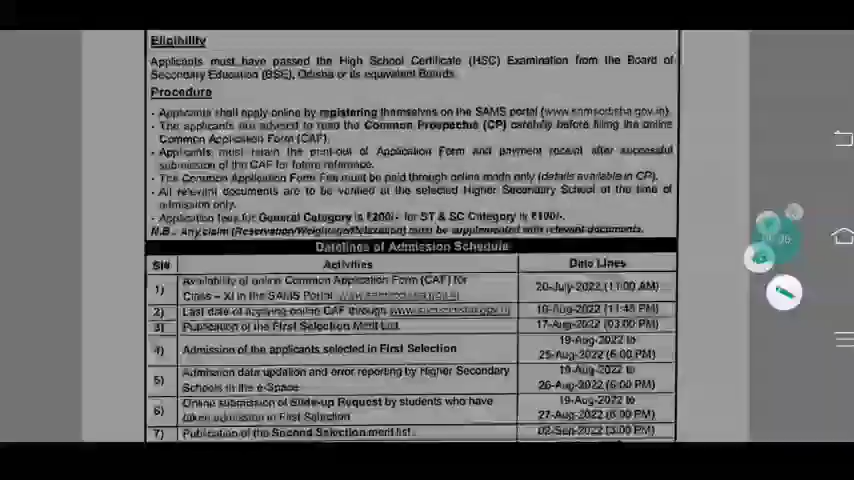 Eligibility
Applicants must have passed the High School Certificate (HSC) Examination from the Board of
Secondary Education (BSE), Odisha or its equivalent Boards.
Procedure
- Applicants shall apply online by registering themselves on the SAMS portal (www.samsodisha.gov.in).
- The applicants are advised to read the Common Prospectus (CP) carefully before filling the online
Common Application Form (CAF).
- Applicants must retain the print-out of Application Form and payment receipt after successful
submission of the CAF for future reference.
- The Common Application Form Fee must be paid through online mode only (details available in CP).
- All relevant documents are to be verified at the selected Higher Secondary School at the time of
admission only.
- Application fees for General Category is ₹200/- for ST & SC Category is ₹100/-.
N.B.- Any claim (Reservation/Weightage/Relaxation) must be supplemented with relevant documents.
Datelines of Admission Schedule
Sl# Activities Date Lines
1) Availability of online Common Application Form (CAF) for
Class – XI in the SAMS Portal 20-July-2022 (11:00 AM)
2) Last date of applying online CAF through 10-Aug-2022 (11:45 PM)
3) Publication of the First Selection Merit List 17-Aug-2022 (03:00 PM)
4) Admission of the applicants selected in First Selection 19-Aug-2022 to
25-Aug-2022 (6:00 PM)
5) Admission data updation and error reporting by Higher Secondary
Schools in the e-Space 19-Aug-2022 to
26-Aug-2022 (6:00 PM)
6) Online submission of Slide-up Request by students who have
taken admission in First Selection 19-Aug-2022 to
27-Aug-2022 (6:00 PM)
7) Publication of the Second Selection merit list 02-Sep-2022 (3:00 PM)